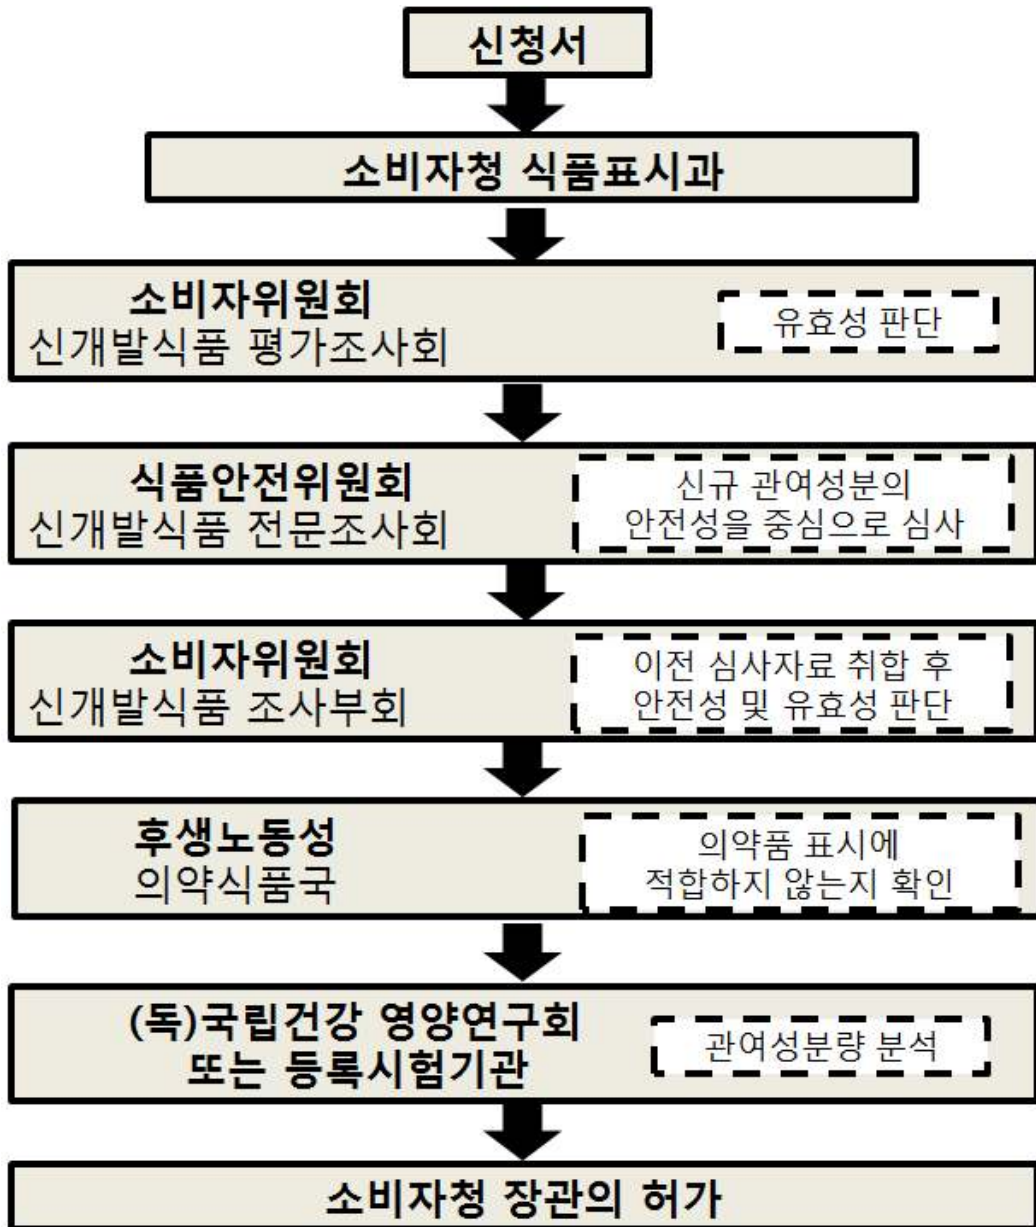 신청서
소비자청 식품표시과
소비자위원회
신개발식품 평가조사회
유효성 판단
식품안전위원회
신개발식품 전문조사회
신규 관여성분의
안전성을 중심으로 심사
소비자위원회
신개발식품 조사부회
이전 심사자료 취합 후
안전성 및 유효성 판단
후생노동성
의약식품국
의약품 표시에
적합하지 않는지 확인
(독)국립건강 영양연구회
또는 등록시험기관
관여성분량 분석
소비자청 장관의 허가